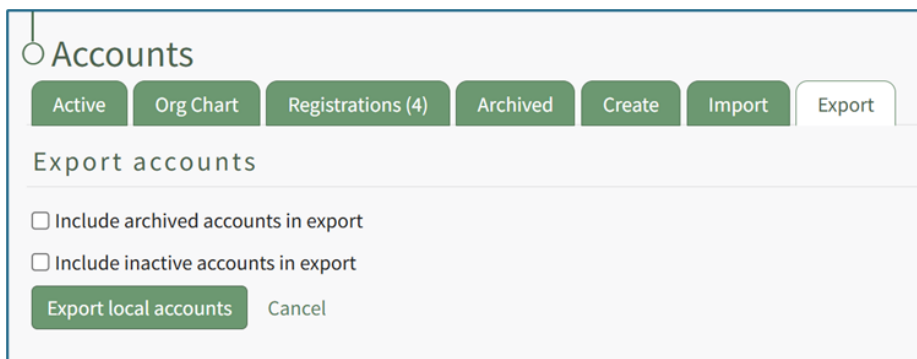 Accounts
Active Org Chart Registrations (4) Archived Create Import Export
Export accounts
Include archived accounts in export
Include inactive accounts in export
Export local accounts Cancel